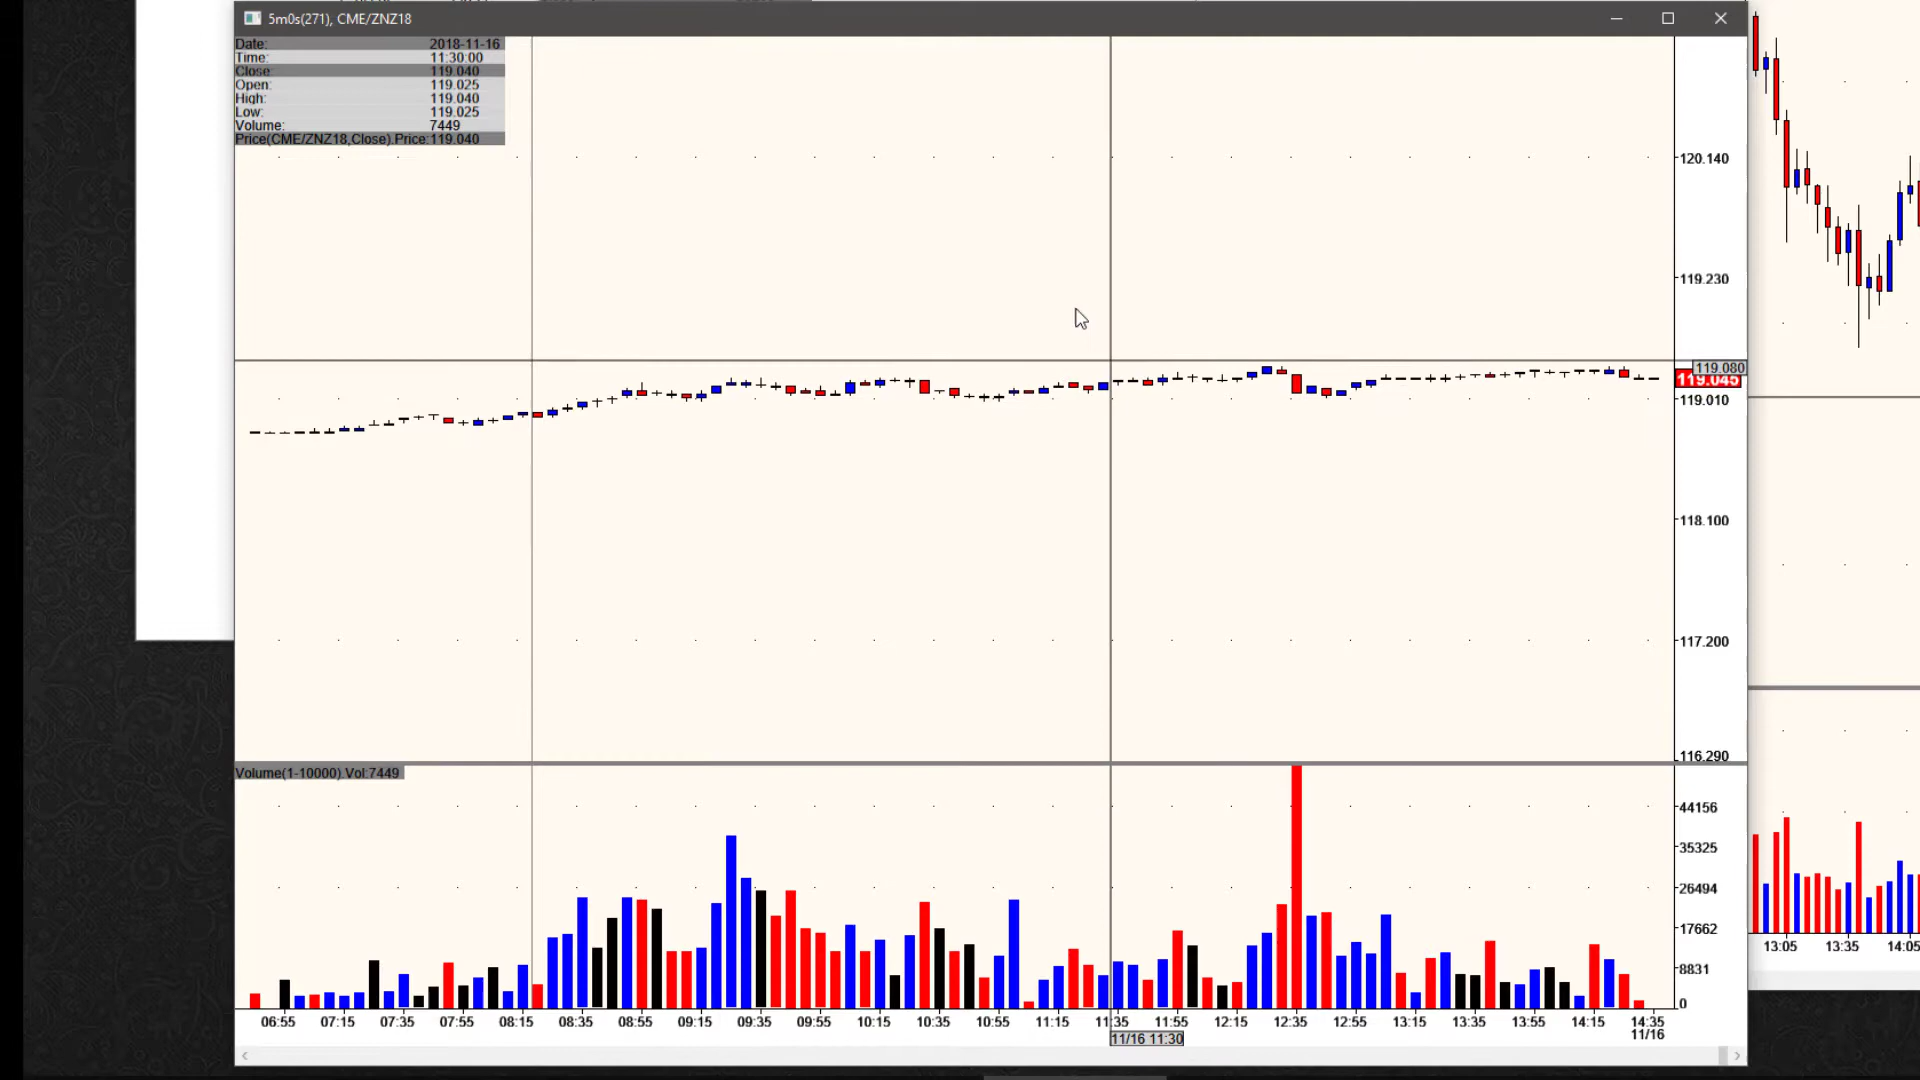 5m0s(271), CME/ZNZ18
Date: 2018-11-16
Time: 11:30:00
Close: 119.040
Open: 119.025
High: 119.040
Low: 119.025
Volume: 7449
Price(CME/ZNZ18,Close).Price:119.040
120.140
119.230
119.080
119.045
119.010
118.100
117.200
116.290
Volume(1-10000).Vol:7449
44156
35325
26494
17662
8831
0
06:55 07:15 07:35 07:55 08:15 08:35 08:55 09:15 09:35 09:55 10:15 10:35 10:55 11:15 11:35 11:55 12:15 12:35 12:55 13:15 13:35 13:55 14:15 14:35
11/16
11/16 11:30
13:05 13:35 14:05